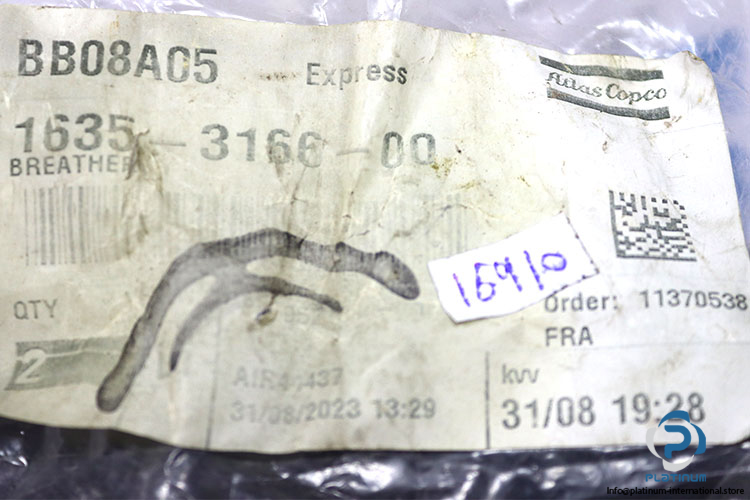 BB08A05 Express
Atlas Copco
1635-3166-00
BREATHER
16910
Order: 11370538
FRA
QTY
2
kvv
31/08/2023 13:29
31/08 19:28
PLATINUM
info@platinum-international.store